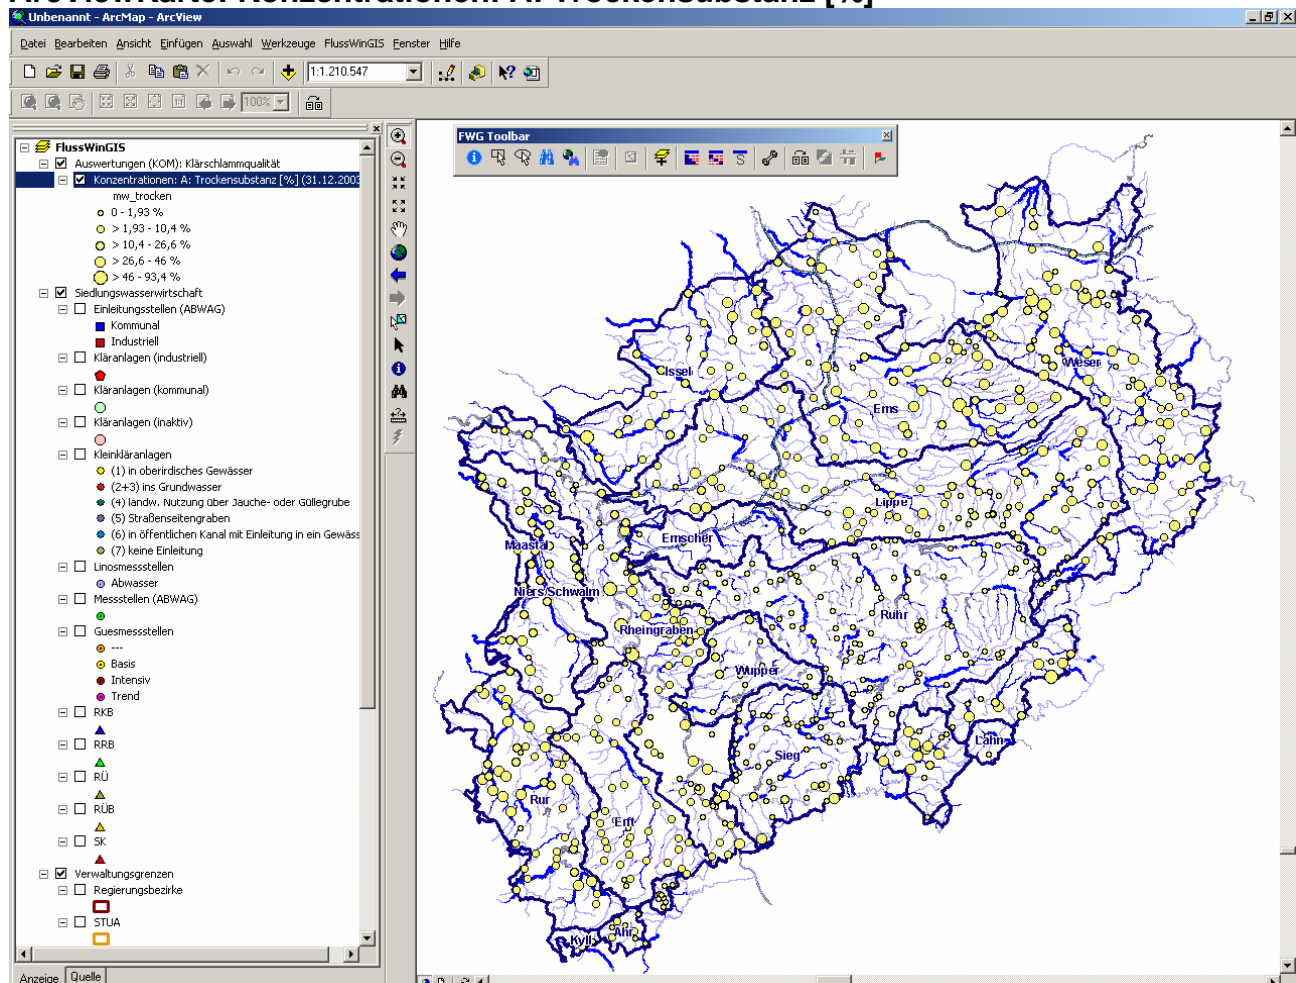 ArcViewKarte: Konzentrationen: A: Trockensubstanz [%]
Unbenannt - ArcMap - ArcView
Datei Bearbeiten Ansicht Einfügen Auswahl Werkzeuge FlussWinGIS Fenster Hilfe
1:1.210.547
100%
FWG Toolbar
FlussWinGIS
Auswertungen (KOM): Klärschlammqualität
Konzentrationen: A: Trockensubstanz [%] (31.12.2003
mw_trocken
0 - 1,93 %
> 1,93 - 10,4 %
> 10,4 - 26,6 %
> 26,6 - 46 %
> 46 - 93,4 %
Siedlungswasserwirtschaft
Einleitungsstellen (ABWAG)
Kommunal
Industriell
Kläranlagen (industriell)
Kläranlagen (kommunal)
Kläranlagen (inaktiv)
Kleinkläranlagen
(1) in oberirdisches Gewässer
(2+3) ins Grundwasser
(4) landw. Nutzung über Jauche- oder Güllegrube
(5) Straßenseitengraben
(6) in öffentlichen Kanal mit Einleitung in ein Gewäss
(7) keine Einleitung
Linosmessstellen
Abwasser
Messstellen (ABWAG)
Guesmessstellen
---
Basis
Intensiv
Trend
RKB
RRB
RÜ
RÜB
SK
Verwaltungsgrenzen
Regierungsbezirke
STUA
Anzeige Quelle
Issel
Weser
Ems
Lippe
Emscher
Maastal
Niers/Schwalm
Ruhr
Rheingraben
Wupper
Lahn
Sieg
Rur
Erft
Kyll
Ahr